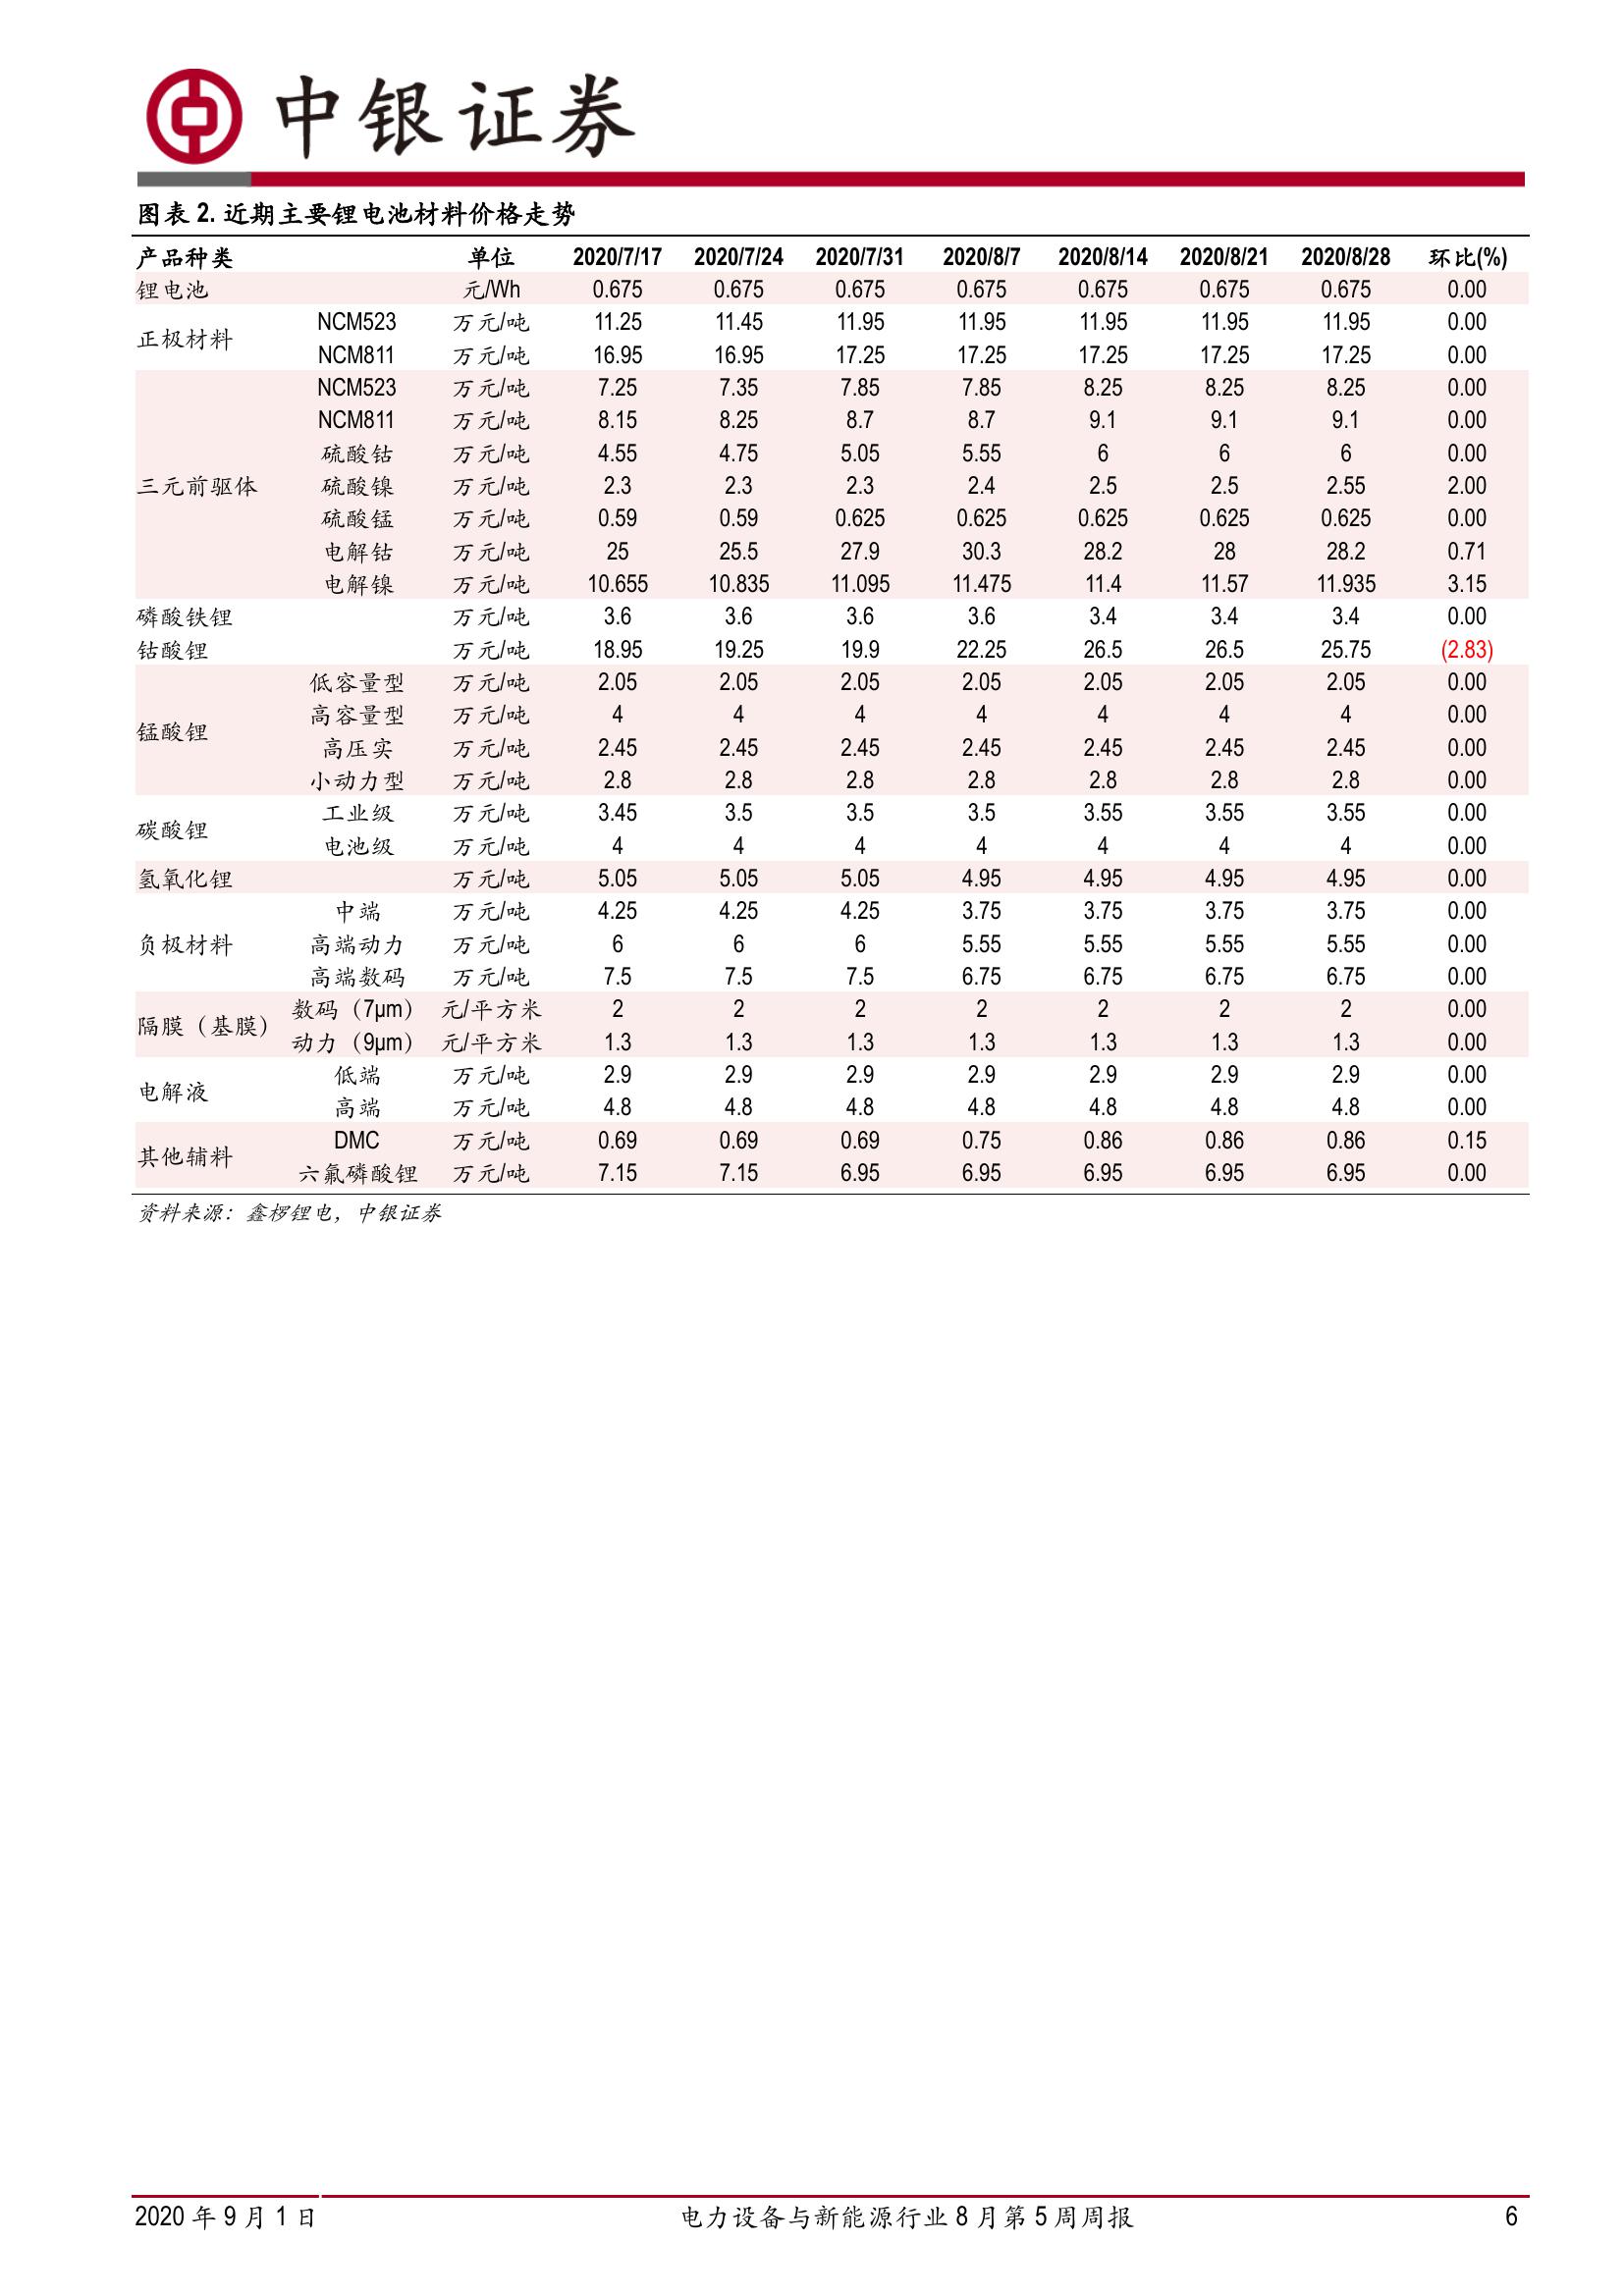 中银证券
图表 2. 近期主要锂电池材料价格走势
产品种类 单位 2020/7/17 2020/7/24 2020/7/31 2020/8/7 2020/8/14 2020/8/21 2020/8/28 环比(%)
锂电池 元/Wh 0.675 0.675 0.675 0.675 0.675 0.675 0.675 0.00
正极材料 NCM523 万元/吨 11.25 11.45 11.95 11.95 11.95 11.95 11.95 0.00
NCM811 万元/吨 16.95 16.95 17.25 17.25 17.25 17.25 17.25 0.00
三元前驱体 NCM523 万元/吨 7.25 7.35 7.85 7.85 8.25 8.25 8.25 0.00
NCM811 万元/吨 8.15 8.25 8.7 8.7 9.1 9.1 9.1 0.00
硫酸钴 万元/吨 4.55 4.75 5.05 5.55 6 6 6 0.00
硫酸镍 万元/吨 2.3 2.3 2.3 2.4 2.5 2.5 2.55 2.00
硫酸锰 万元/吨 0.59 0.59 0.625 0.625 0.625 0.625 0.625 0.00
电解钴 万元/吨 25 25.5 27.9 30.3 28.2 28 28.2 0.71
电解镍 万元/吨 10.655 10.835 11.095 11.475 11.4 11.57 11.935 3.15
磷酸铁锂 万元/吨 3.6 3.6 3.6 3.6 3.4 3.4 3.4 0.00
钴酸锂 万元/吨 18.95 19.25 19.9 22.25 26.5 26.5 25.75 (2.83)
锰酸锂 低容量型 万元/吨 2.05 2.05 2.05 2.05 2.05 2.05 2.05 0.00
高容量型 万元/吨 4 4 4 4 4 4 4 0.00
高压实 万元/吨 2.45 2.45 2.45 2.45 2.45 2.45 2.45 0.00
小动力型 万元/吨 2.8 2.8 2.8 2.8 2.8 2.8 2.8 0.00
碳酸锂 工业级 万元/吨 3.45 3.5 3.5 3.5 3.55 3.55 3.55 0.00
电池级 万元/吨 4 4 4 4 4 4 4 0.00
氢氧化锂 万元/吨 5.05 5.05 5.05 4.95 4.95 4.95 4.95 0.00
负极材料 中端 万元/吨 4.25 4.25 4.25 3.75 3.75 3.75 3.75 0.00
高端动力 万元/吨 6 6 6 5.55 5.55 5.55 5.55 0.00
高端数码 万元/吨 7.5 7.5 7.5 6.75 6.75 6.75 6.75 0.00
隔膜（基膜） 数码（7μm） 元/平方米 2 2 2 2 2 2 2 0.00
动力（9μm） 元/平方米 1.3 1.3 1.3 1.3 1.3 1.3 1.3 0.00
电解液 低端 万元/吨 2.9 2.9 2.9 2.9 2.9 2.9 2.9 0.00
高端 万元/吨 4.8 4.8 4.8 4.8 4.8 4.8 4.8 0.00
其他辅料 DMC 万元/吨 0.69 0.69 0.69 0.75 0.86 0.86 0.86 0.15
六氟磷酸锂 万元/吨 7.15 7.15 6.95 6.95 6.95 6.95 6.95 0.00
资料来源：鑫椤锂电，中银证券
2020 年 9 月 1 日 电力设备与新能源行业 8 月第 5 周周报 6